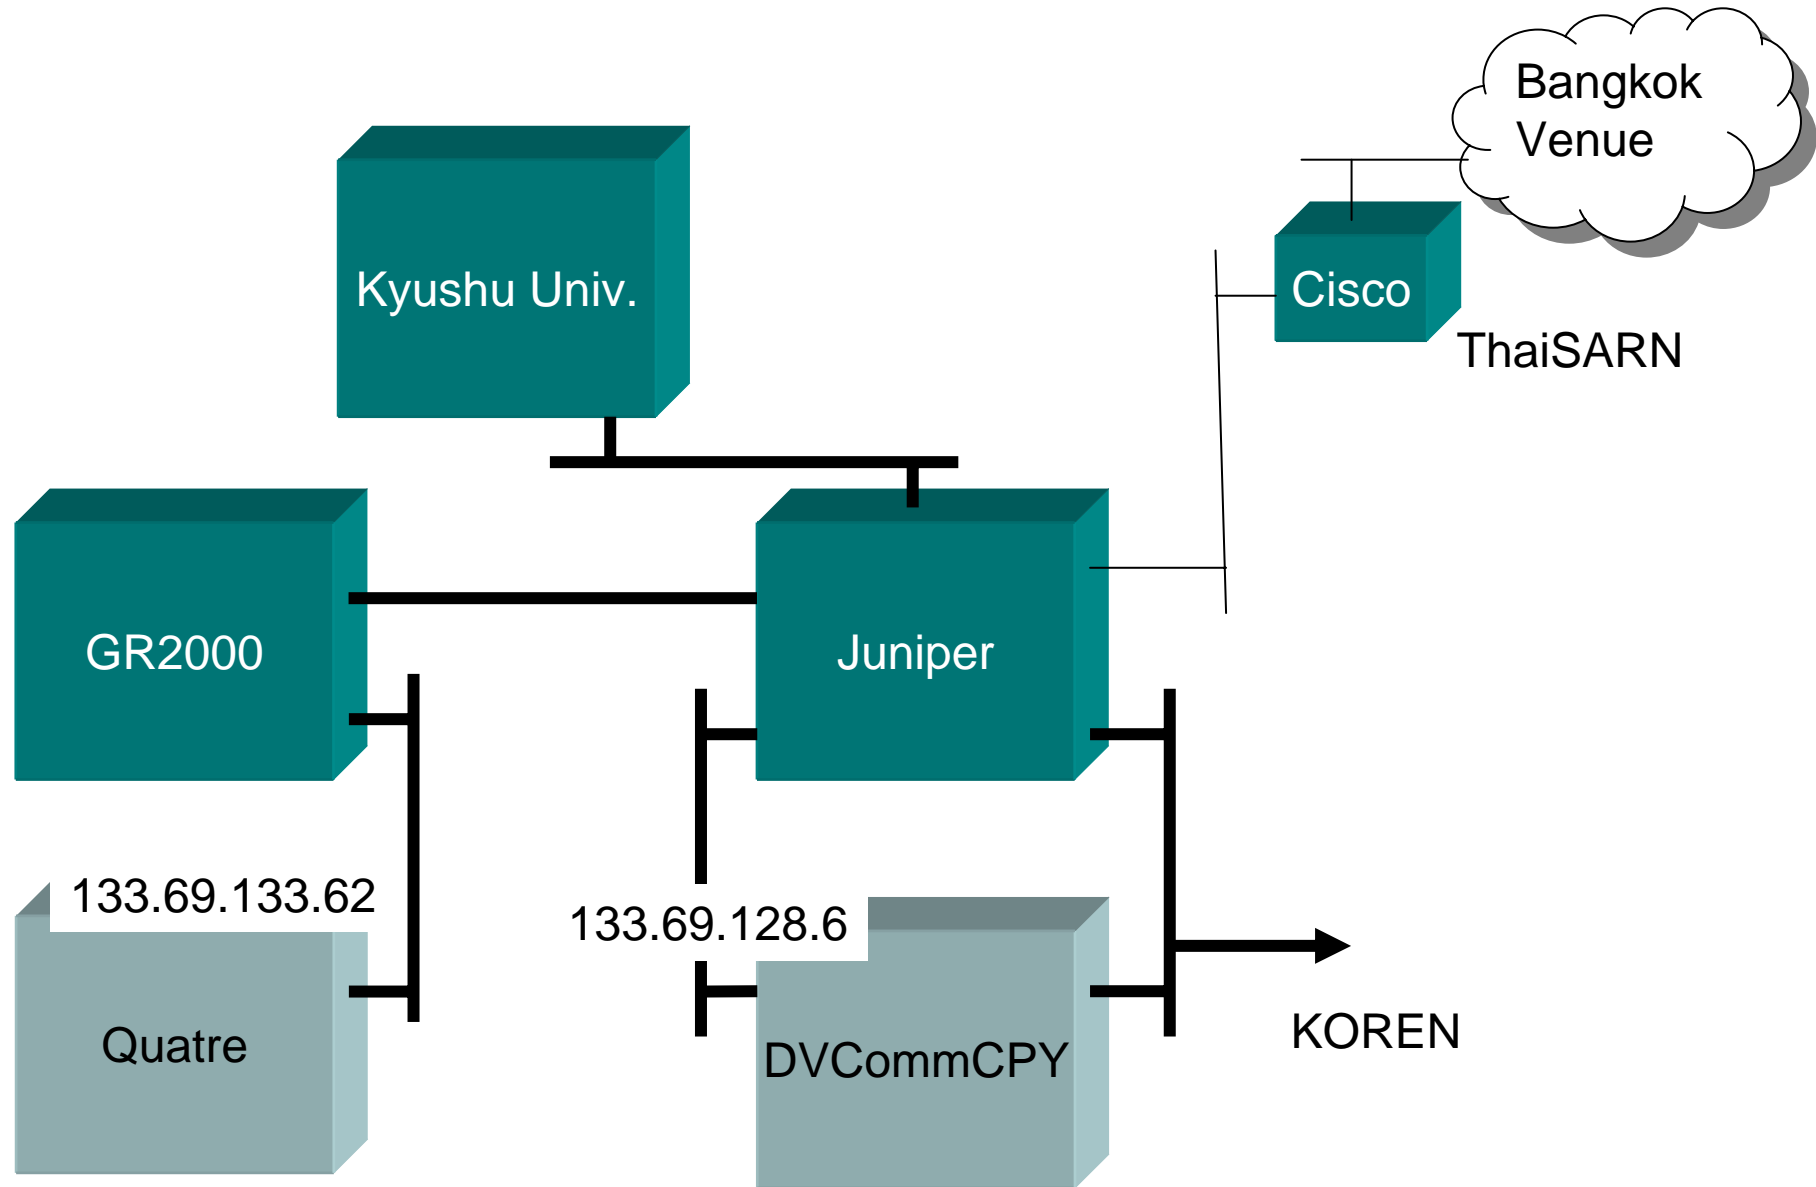 Bangkok
Venue
Kyushu Univ.
Cisco
ThaiSARN
GR2000
Juniper
133.69.133.62
133.69.128.6
Quatre
DVCommCPY
KOREN